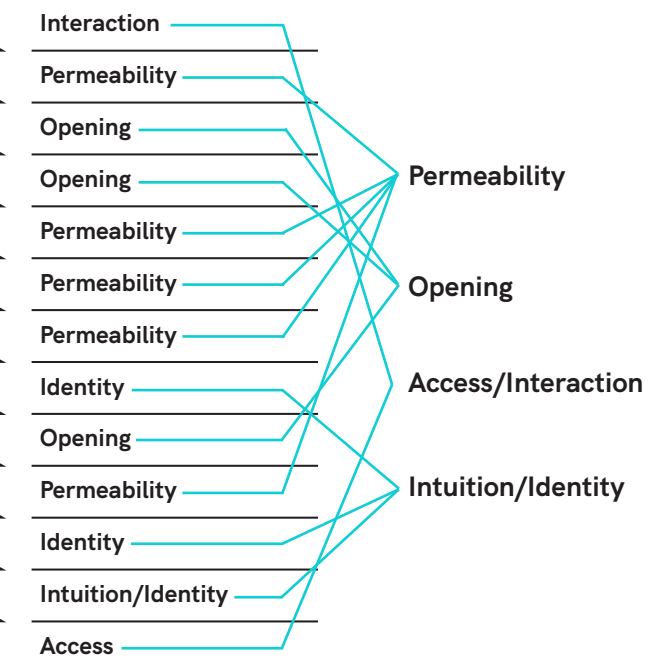 Interaction
Permeability
Opening
Opening
Permeability
Permeability
Permeability
Identity
Opening
Permeability
Identity
Intuition/Identity
Access
Permeability
Opening
Access/Interaction
Intuition/Identity